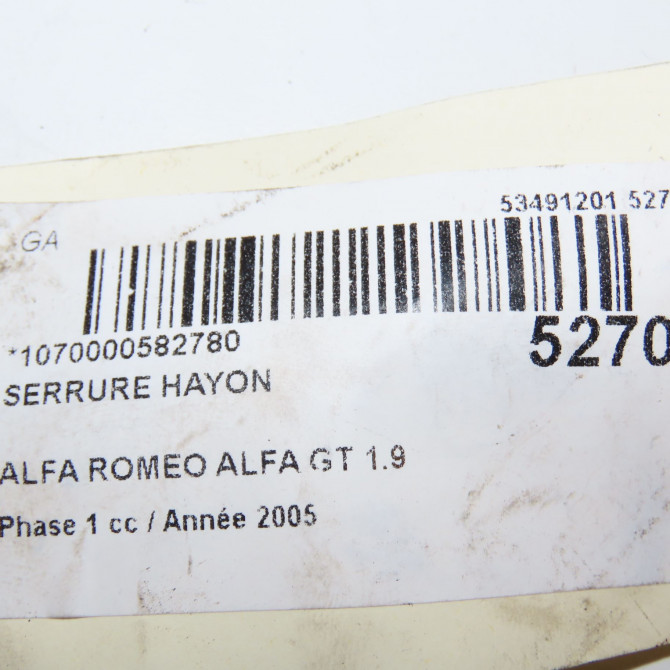 53491201 527
GA
*1070000582780
5270
SERRURE HAYON
ALFA ROMEO ALFA GT 1.9
Phase 1 cc / Année 2005